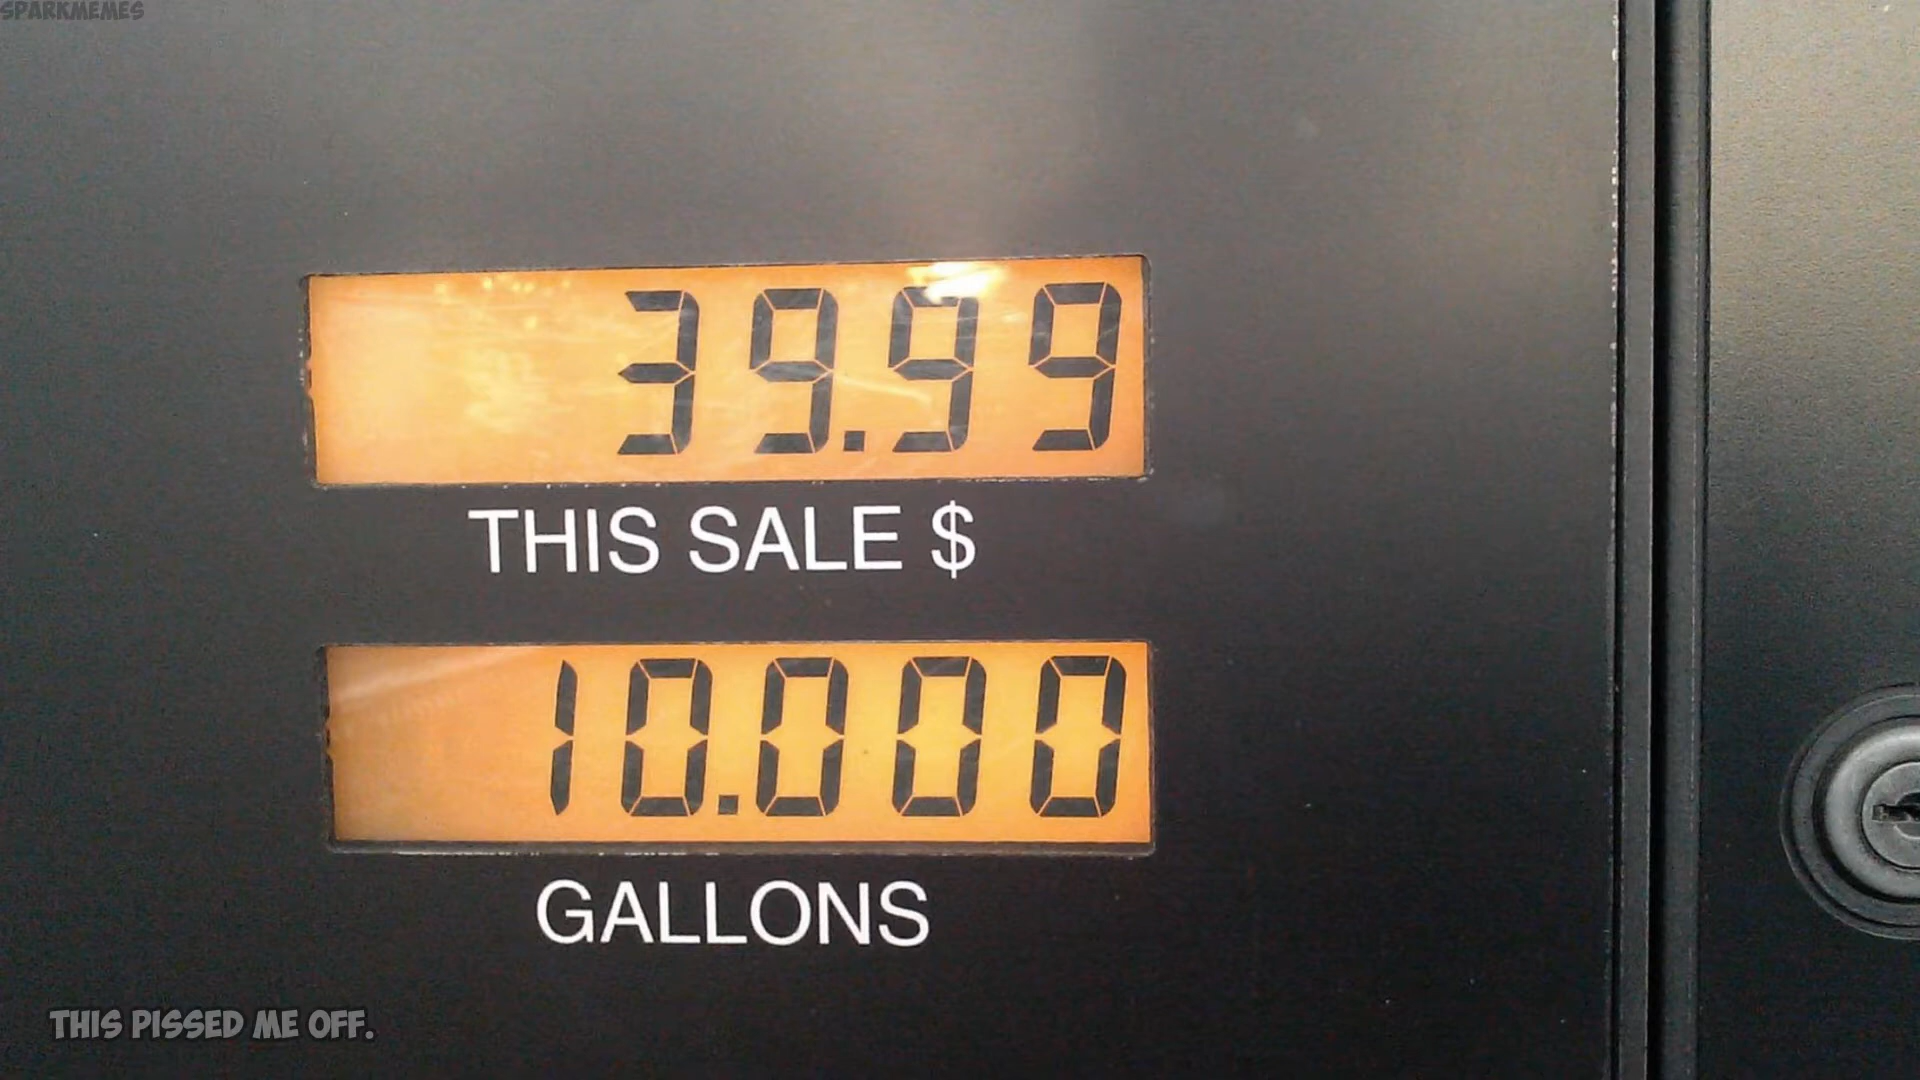 SPARKMEMES
39.99
THIS SALE $
10.000
GALLONS
THIS PISSED ME OFF.